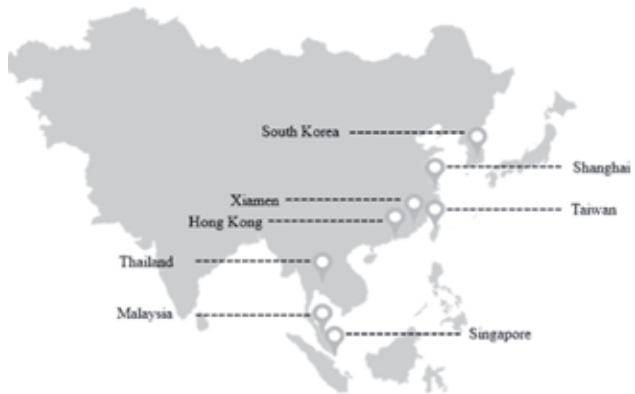 South Korea
Shanghai
Xiamen
Taiwan
Hong Kong
Thailand
Malaysia
Singapore